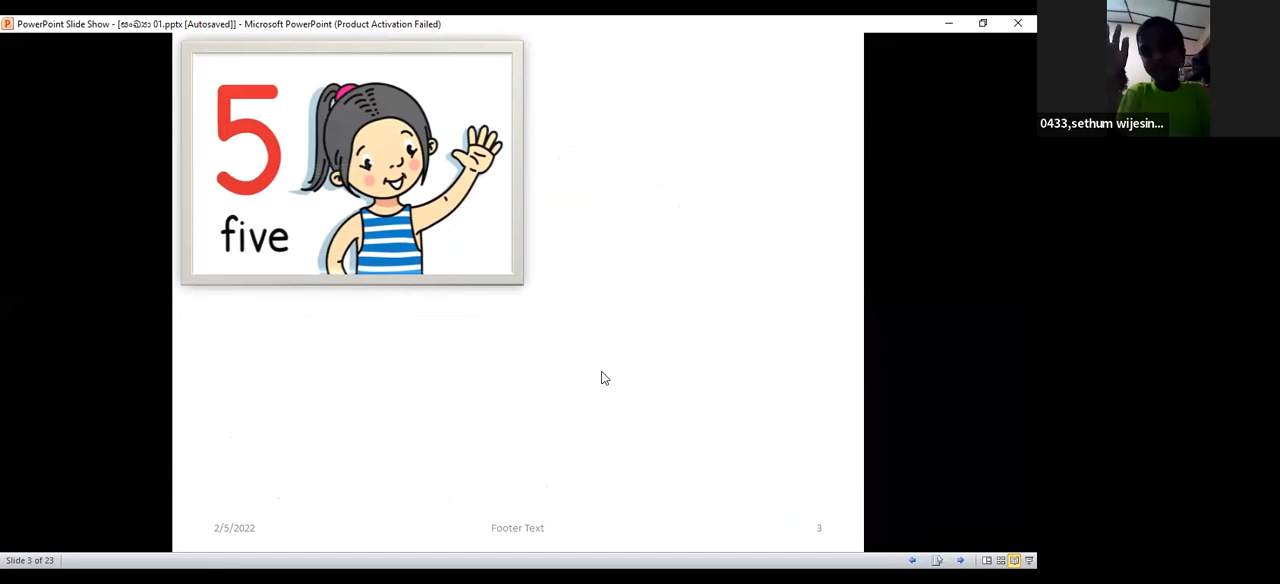 PowerPoint Slide Show - [සංඛ්‍යා 01.pptx [Autosaved]] - Microsoft PowerPoint (Product Activation Failed)
0433,sethum wijesin...
5
five
2/5/2022
Footer Text
3
Slide 3 of 23